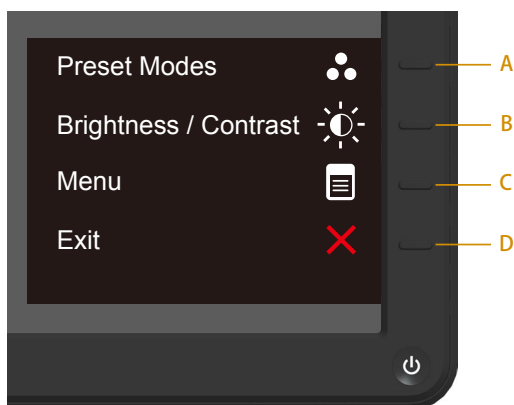 Preset Modes
A
Brightness / Contrast
B
Menu
C
Exit
D